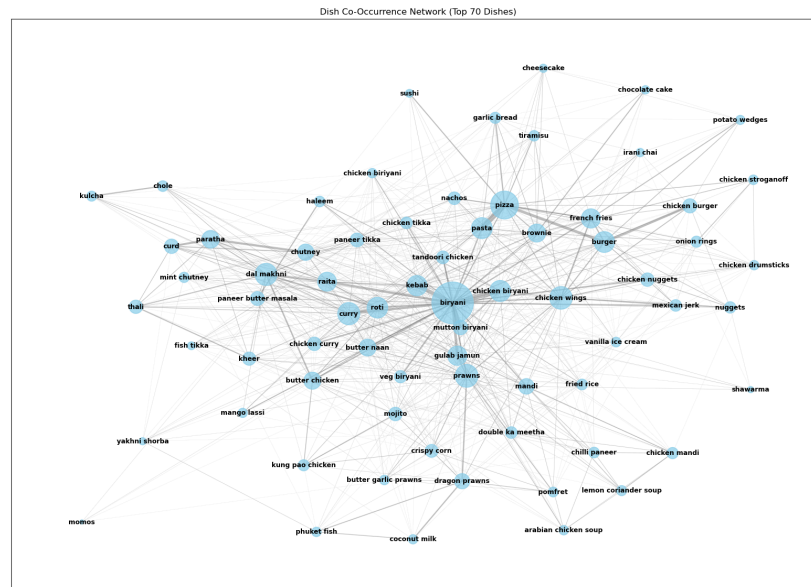 Dish Co-Occurrence Network (Top 70 Dishes)
cheesecake
chocolate cake
sushi
garlic bread
potato wedges
tiramisu
irani chai
chicken biriyani
chicken stroganoff
chole
kulcha
nachos
haleem
pizza
chicken burger
french fries
chicken tikka
pasta
brownie
paratha
paneer tikka
burger
onion rings
curd
chutney
tandoori chicken
chicken drumsticks
dal makhni
mint chutney
raita
kebab
chicken nuggets
chicken biryani
paneer butter masala
chicken wings
biryani
thali
roti
mexican jerk
nuggets
curry
mutton biryani
fish tikka
chicken curry
butter naan
vanilla ice cream
gulab jamun
kheer
veg biryani
prawns
butter chicken
mandi
fried rice
shawarma
mango lassi
mojito
double ka meetha
yakhni shorba
crispy corn
chilli paneer
chicken mandi
kung pao chicken
butter garlic prawns
dragon prawns
pomfret
lemon coriander soup
momos
phuket fish
arabian chicken soup
coconut milk